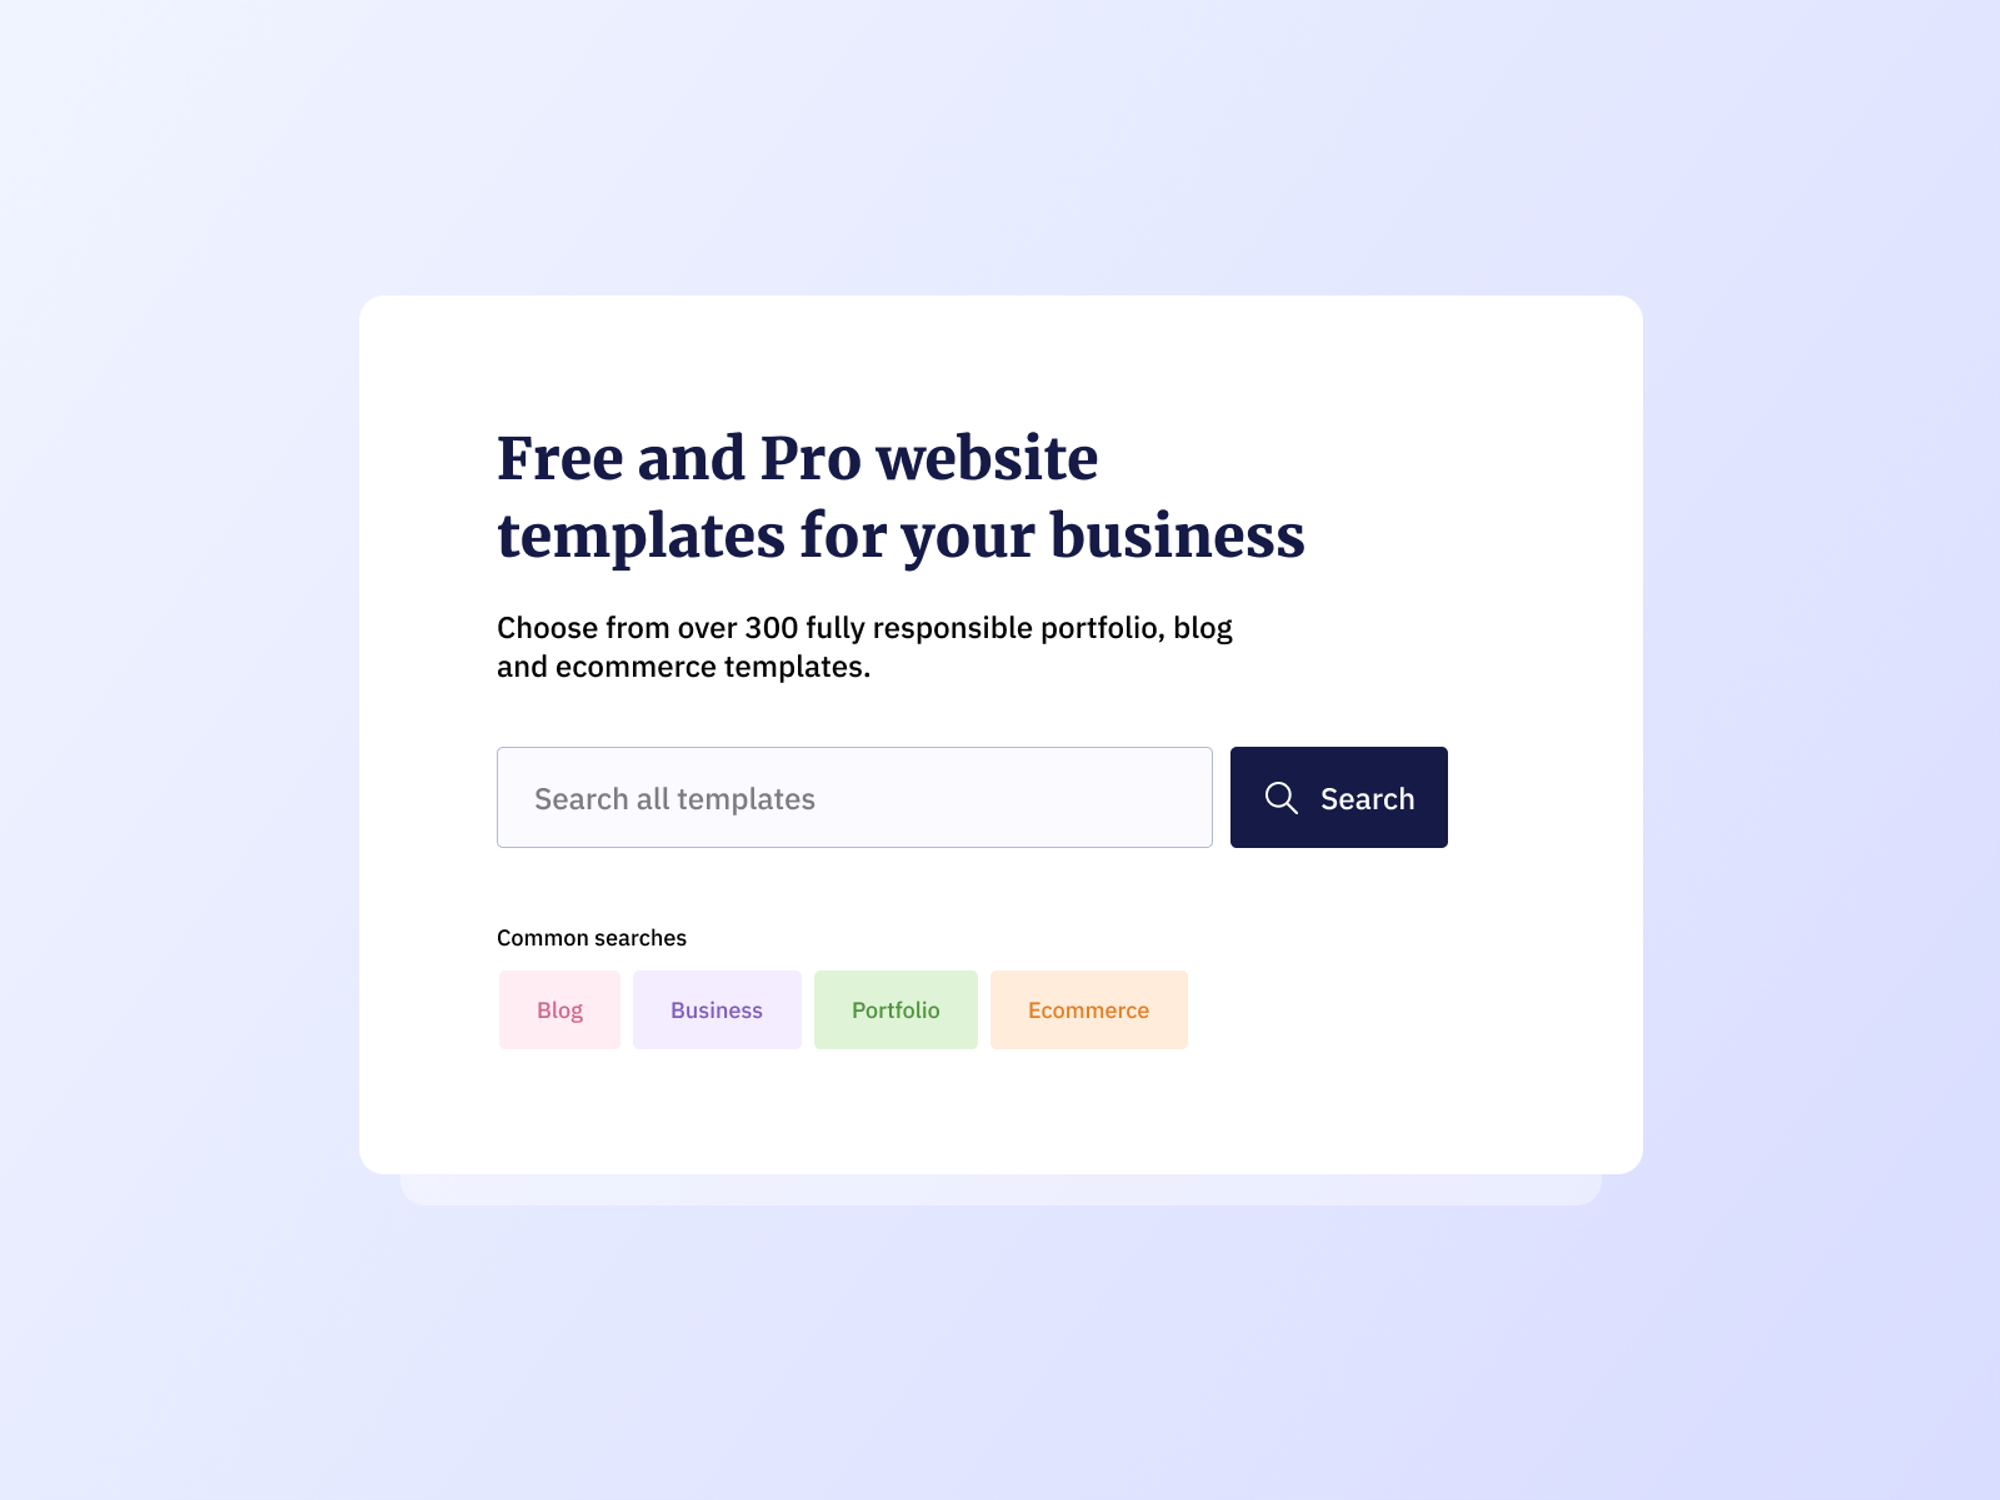 Free and Pro website
templates for your business
Choose from over 300 fully responsible portfolio, blog
and ecommerce templates.
Search all templates
Search
Common searches
Blog
Business
Portfolio
Ecommerce